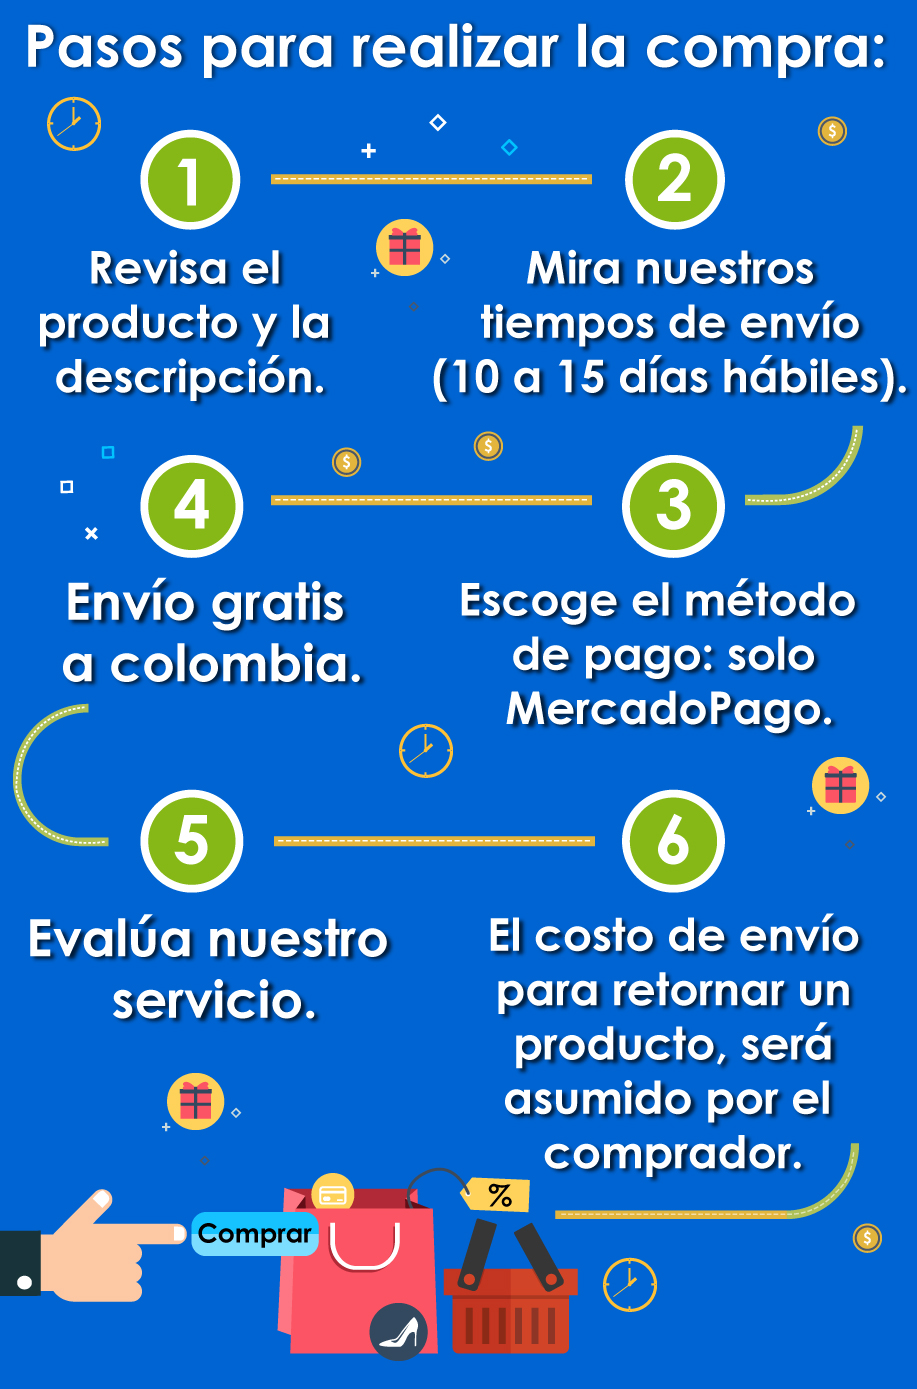 Pasos para realizar la compra:
1
Revisa el
producto y la
descripción.
2
Mira nuestros
tiempos de envío
(10 a 15 días hábiles).
3
Escoge el método
de pago: solo
MercadoPago.
4
Envío gratis
a colombia.
5
Evalúa nuestro
servicio.
6
El costo de envío
para retornar un
producto, será
asumido por el
comprador.
Comprar
%
$
$
$
$